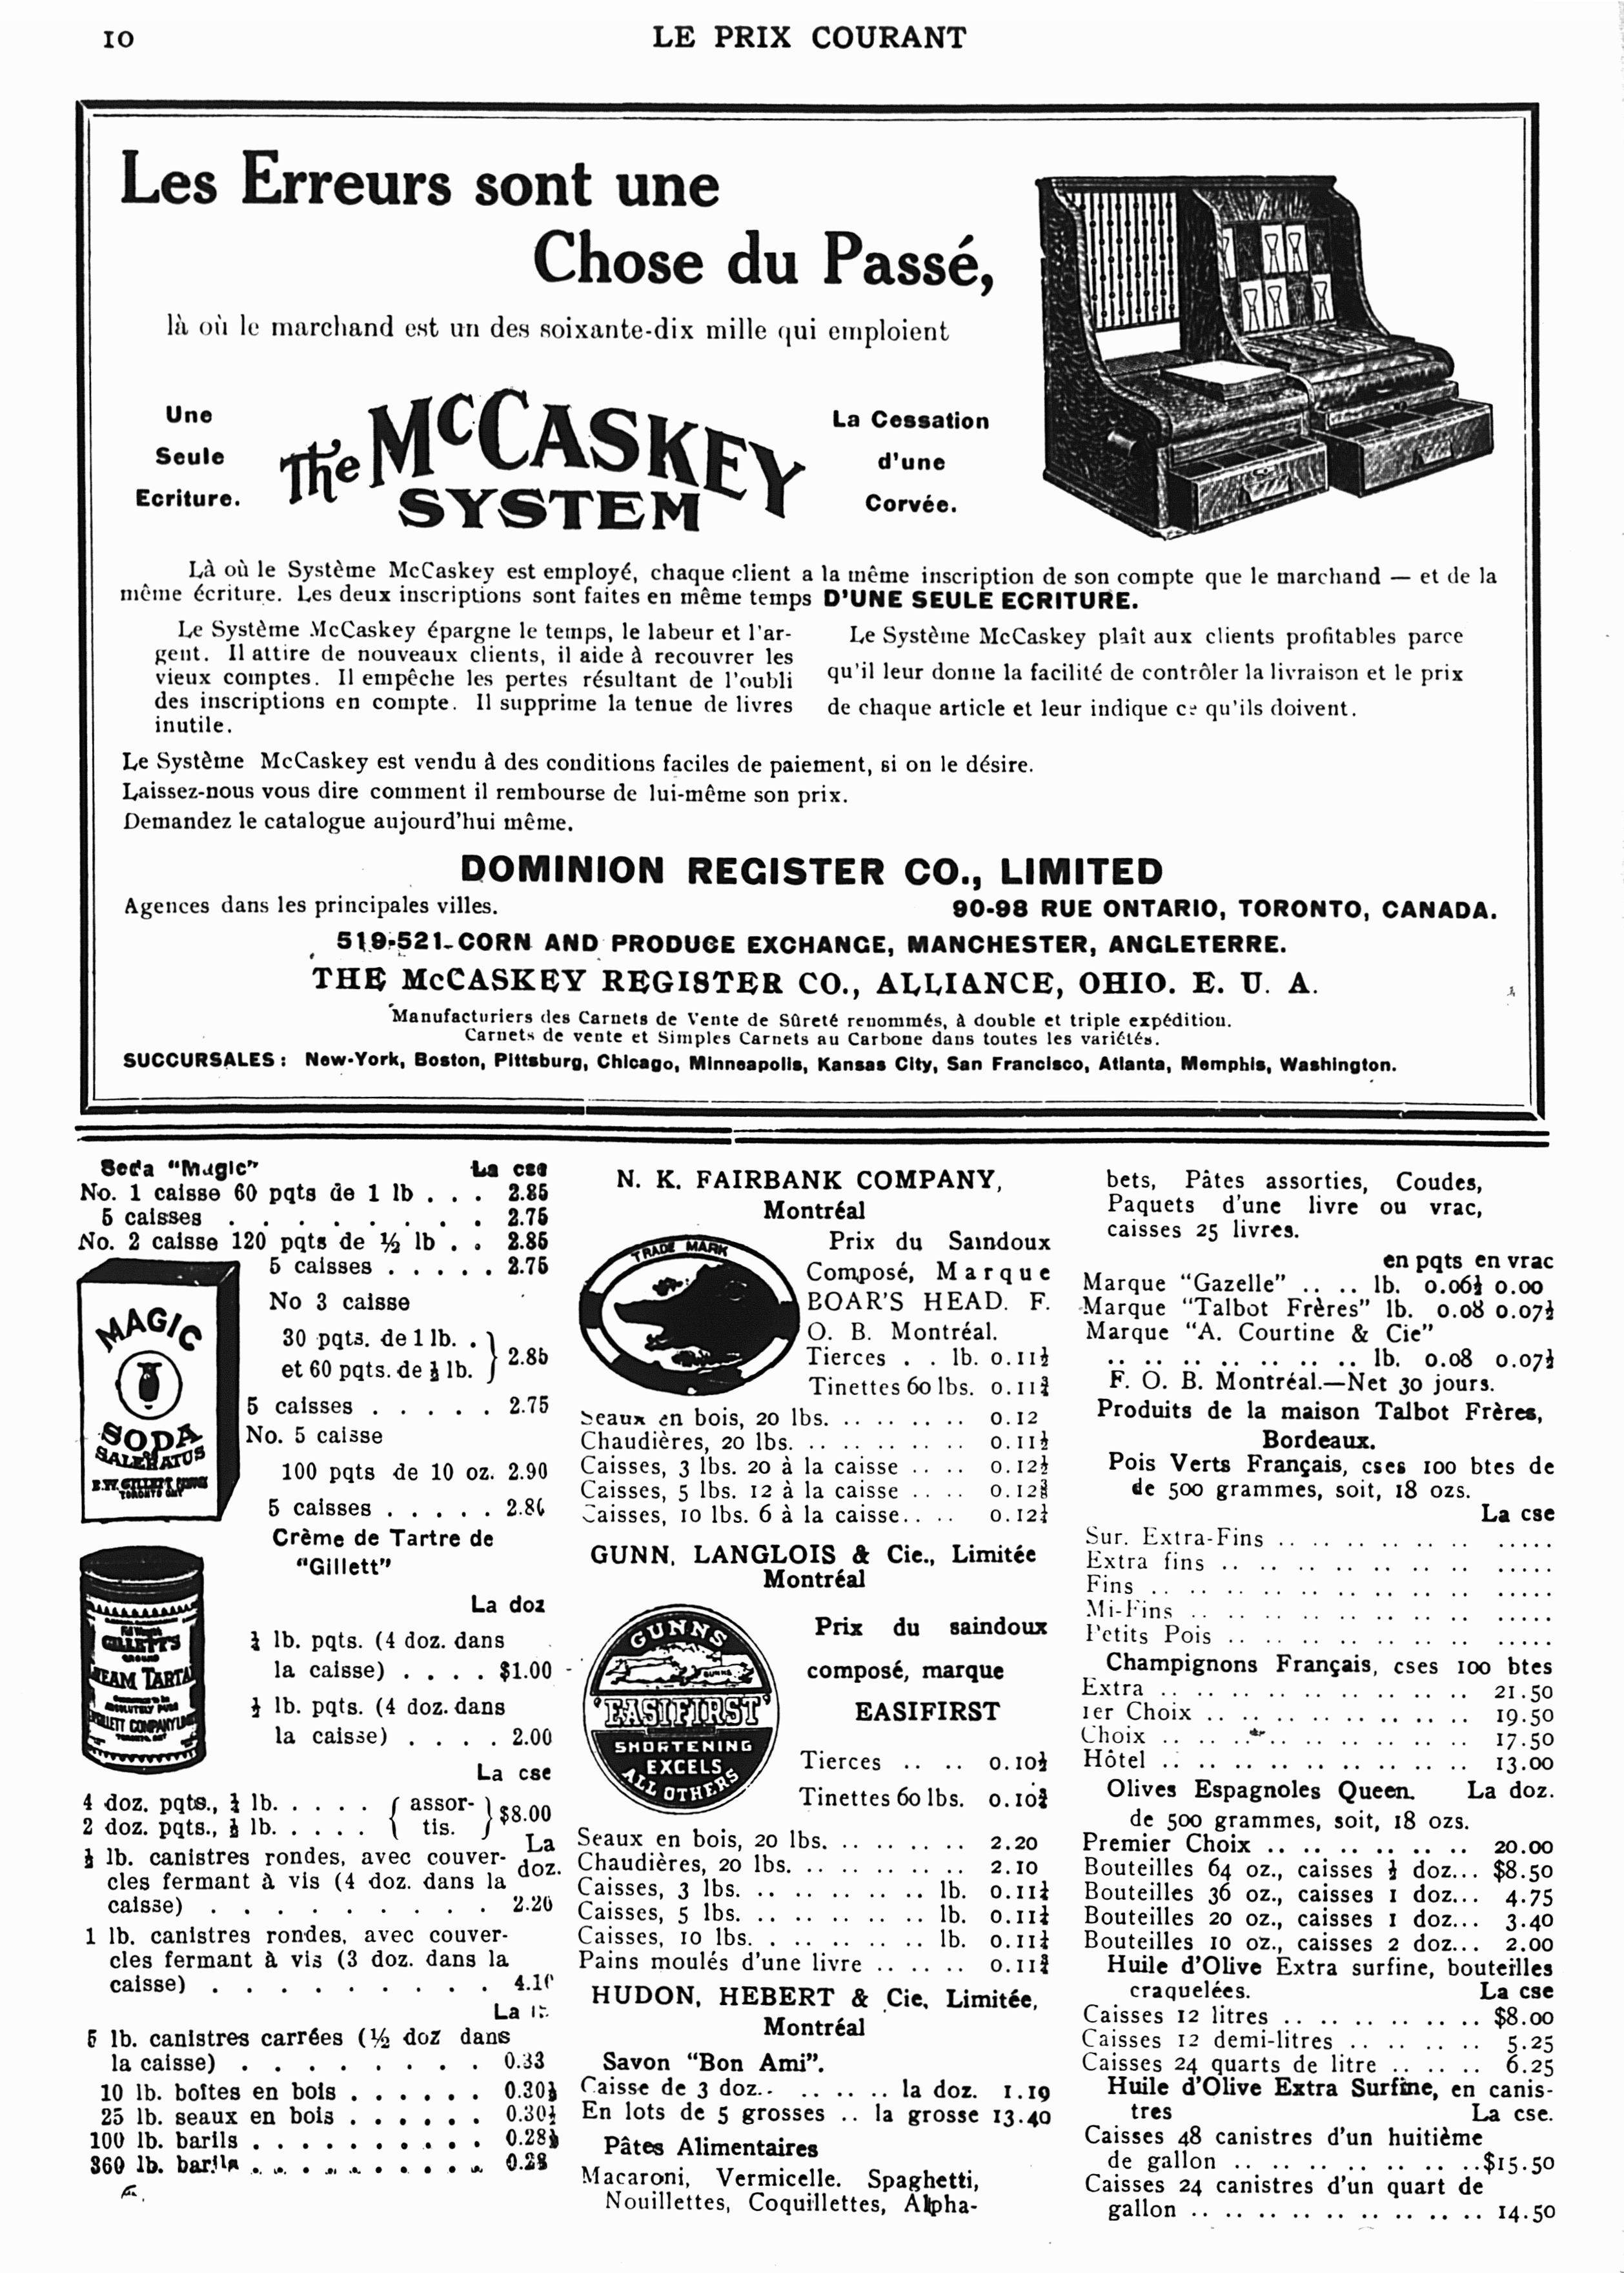 10
LE PRIX COURANT
Les Erreurs sont une
Chose du Passé,
là où le marchand est un des soixante-dix mille qui emploient
Une
Seule
Ecriture.
The McCASKEY
SYSTEM
La Cessation
d'une
Corvée.
Là où le Système McCaskey est employé, chaque client a la même inscription de son compte que le marchand — et de la
même écriture. Les deux inscriptions sont faites en même temps D'UNE SEULE ECRITURE.
Le Système McCaskey épargne le temps, le labeur et l'ar-
gent. Il attire de nouveaux clients, il aide à recouvrer les
vieux comptes. Il empêche les pertes résultant de l'oubli
des inscriptions en compte. Il supprime la tenue de livres
inutile.
Le Système McCaskey plaît aux clients profitables parce
qu'il leur donne la facilité de contrôler la livraison et le prix
de chaque article et leur indique ce qu'ils doivent.
Le Système McCaskey est vendu à des conditions faciles de paiement, si on le désire.
Laissez-nous vous dire comment il rembourse de lui-même son prix.
Demandez le catalogue aujourd'hui même.
DOMINION REGISTER CO., LIMITED
Agences dans les principales villes.
90-98 RUE ONTARIO, TORONTO, CANADA.
519-521 CORN AND PRODUCE EXCHANGE, MANCHESTER, ANGLETERRE.
THE McCASKEY REGISTER CO., ALLIANCE, OHIO. E. U. A.
Manufacturiers des Carnets de Vente de Sûreté renommés, à double et triple expédition.
Carnets de vente et Simples Carnets au Carbone dans toutes les variétés.
SUCCURSALES : New-York, Boston, Pittsburg, Chicago, Minneapolis, Kansas City, San Francisco, Atlanta, Memphis, Washington.
Soda "Magic" La cse
No. 1 caisse 60 pqts de 1 lb . . . 2.85
5 caisses . . . . . . . . 2.75
No. 2 caisse 120 pqts de ½ lb . . 2.85
5 caisses . . . . . 2.75
MAGIC
SODA
SALERATUS
E.W. GILLETT
TORONTO ONT
No 3 caisse
30 pqts. de 1 lb. .
et 60 pqts. de ½ lb. } 2.85
5 caisses . . . . . 2.75
No. 5 caisse
100 pqts de 10 oz. 2.90
5 caisses . . . . . 2.80
Crème de Tartre de
"Gillett"
GILLETT'S
CREAM TARTAR
ABSOLUTELY PURE
La doz
¼ lb. pqts. (4 doz. dans
la caisse) . . . . $1.00
½ lb. pqts. (4 doz. dans
la caisse) . . . . 2.00
La cse
4 doz. pqts., ¼ lb. . . . . { assor- } $8.00
2 doz. pqts., ½ lb. . . . . { tis. }
La
½ lb. canistres rondes, avec couver- doz.
cles fermant à vis (4 doz. dans la
caisse) . . . . . . . . . 2.20
1 lb. canistres rondes, avec couver-
cles fermant à vis (3 doz. dans la
caisse) . . . . . . . . . 4.10
La
5 lb. canistres carrées (½ doz dans
la caisse) . . . . . . . . 0.33
10 lb. boîtes en bois . . . . . . 0.30½
25 lb. seaux en bois . . . . . . 0.30½
100 lb. barils . . . . . . . . . . 0.28½
360 lb. barils . . . . . . . . . . 0.28
N. K. FAIRBANK COMPANY,
Montréal
TRADE MARK
Prix du Saindoux
Composé, Marque
BOAR'S HEAD. F.
O. B. Montréal.
Tierces . . lb. 0.11½
Tinettes 60 lbs. 0.11¾
Seaux en bois, 20 lbs. .. .. .. .. 0.12
Chaudières, 20 lbs. .. .. .. .. .. 0.11½
Caisses, 3 lbs. 20 à la caisse .. .. 0.12½
Caisses, 5 lbs. 12 à la caisse .. .. 0.12⅜
Caisses, 10 lbs. 6 à la caisse.. .. 0.12¼
GUNN, LANGLOIS & Cie., Limitée
Montréal
GUNNS
"EASIFIRST"
SHORTENING
EXCELS
ALL OTHERS
Prix du saindoux
composé, marque
EASIFIRST
Tierces .. .. 0.10½
Tinettes 60 lbs. 0.10¾
Seaux en bois, 20 lbs. .. .. .. .. 2.20
Chaudières, 20 lbs. .. .. .. .. .. 2.10
Caisses, 3 lbs. .. .. .. .. .. .. lb. 0.11½
Caisses, 5 lbs. .. .. .. .. .. .. lb. 0.11¼
Caisses, 10 lbs. . .. .. .. .. .. lb. 0.11¼
Pains moulés d'une livre .. .. .. 0.11¾
HUDON, HEBERT & Cie, Limitée,
Montréal
Savon "Bon Ami".
Caisse de 3 doz.. .. .. .. la doz. 1.19
En lots de 5 grosses .. la grosse 13.40
Pâtes Alimentaires
Macaroni, Vermicelle. Spaghetti,
Nouillettes, Coquillettes, Alpha-
bets, Pâtes assorties, Coudes,
Paquets d'une livre ou vrac,
caisses 25 livres.
en pqts en vrac
Marque "Gazelle" .. .. lb. 0.06½ 0.00
Marque "Talbot Frères" lb. 0.08 0.07½
Marque "A. Courtine & Cie"
.. .. .. .. .. .. .. lb. 0.08 0.07½
F. O. B. Montréal.—Net 30 jours.
Produits de la maison Talbot Frères,
Bordeaux.
Pois Verts Français, cses 100 btes de
de 500 grammes, soit, 18 ozs.
La cse
Sur. Extra-Fins .. .. .. .. .. .. .....
Extra fins .. .. .. .. .. .. .. .. .....
Fins .. .. .. .. .. .. .. .. .. .. .....
Mi-Fins .. .. .. .. .. .. .. .. .. .....
Petits Pois .. .. .. .. .. .. .. .. .....
Champignons Français, cses 100 btes
Extra .. .. .. .. .. .. .. .. .. .. 21.50
1er Choix .. .. .. .. .. .. .. .. .. 19.50
Choix .. .. .. .. .. .. .. .. .. .. 17.50
Hôtel .. .. .. .. .. .. .. .. .. .. 13.00
Olives Espagnoles Queen. La doz.
de 500 grammes, soit, 18 ozs.
Premier Choix .. .. .. .. .. .. .. 20.00
Bouteilles 64 oz., caisses ½ doz... $8.50
Bouteilles 36 oz., caisses 1 doz... 4.75
Bouteilles 20 oz., caisses 1 doz... 3.40
Bouteilles 10 oz., caisses 2 doz... 2.00
Huile d'Olive Extra surfine, bouteilles
craquelées. La cse
Caisses 12 litres .. .. .. .. .. .. $8.00
Caisses 12 demi-litres .. .. .. .. 5.25
Caisses 24 quarts de litre .. .. .. 6.25
Huile d'Olive Extra Surfine, en canis-
tres La cse.
Caisses 48 canistres d'un huitième
de gallon .. .. .. .. .. .. .. ..$15.50
Caisses 24 canistres d'un quart de
gallon .. .. .. .. .. .. .. .. .. 14.50